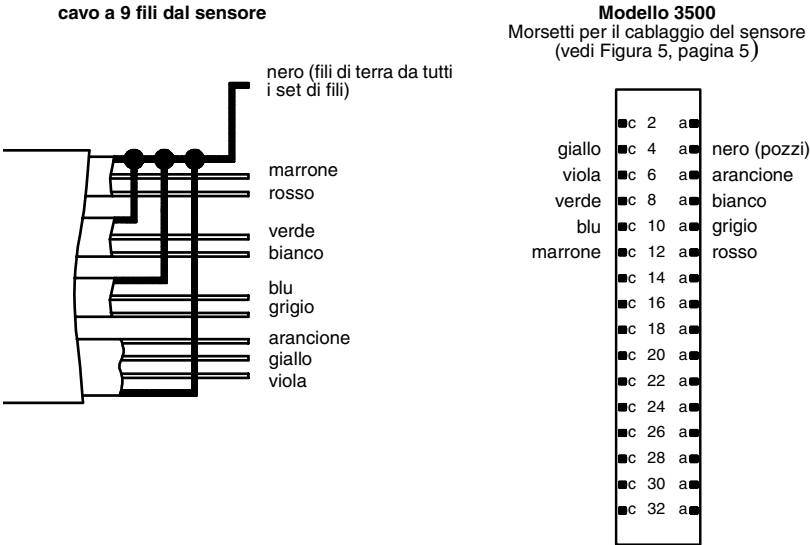 cavo a 9 fili dal sensore
nero (fili di terra da tutti
i set di fili)
marrone
rosso
verde
bianco
blu
grigio
arancione
giallo
viola
Modello 3500
Morsetti per il cablaggio del sensore
(vedi Figura 5, pagina 5)
c 2 a
giallo c 4 a nero (pozzi)
viola c 6 a arancione
verde c 8 a bianco
blu c 10 a grigio
marrone c 12 a rosso
c 14 a
c 16 a
c 18 a
c 20 a
c 22 a
c 24 a
c 26 a
c 28 a
c 30 a
c 32 a